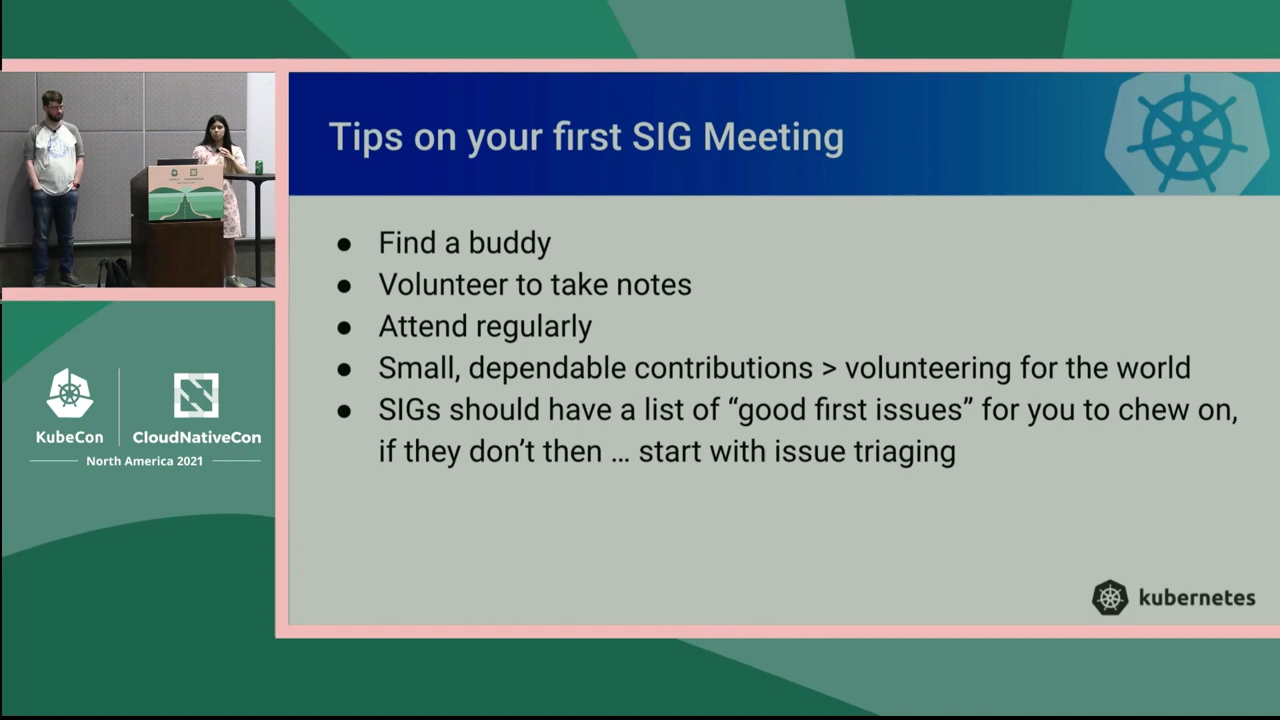 Tips on your first SIG Meeting
● Find a buddy
● Volunteer to take notes
● Attend regularly
● Small, dependable contributions > volunteering for the world
● SIGs should have a list of “good first issues” for you to chew on,
if they don’t then … start with issue triaging
KubeCon
CloudNativeCon
North America 2021
kubernetes